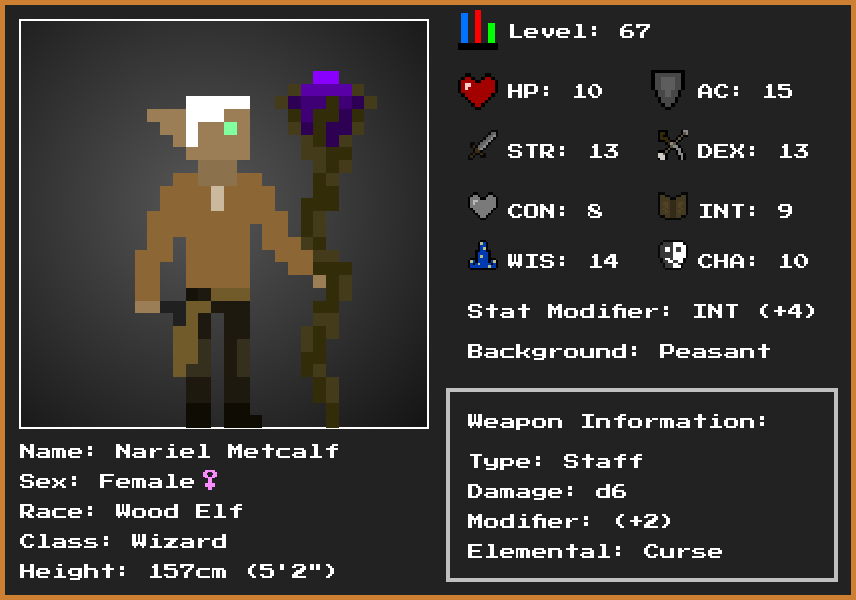 Level: 67
HP: 10 AC: 15
STR: 13 DEX: 13
CON: 8 INT: 9
WIS: 14 CHA: 10
Stat Modifier: INT (+4)
Background: Peasant
Weapon Information:
Type: Staff
Damage: d6
Modifier: (+2)
Elemental: Curse
Name: Nariel Metcalf
Sex: Female♀
Race: Wood Elf
Class: Wizard
Height: 157cm (5'2")